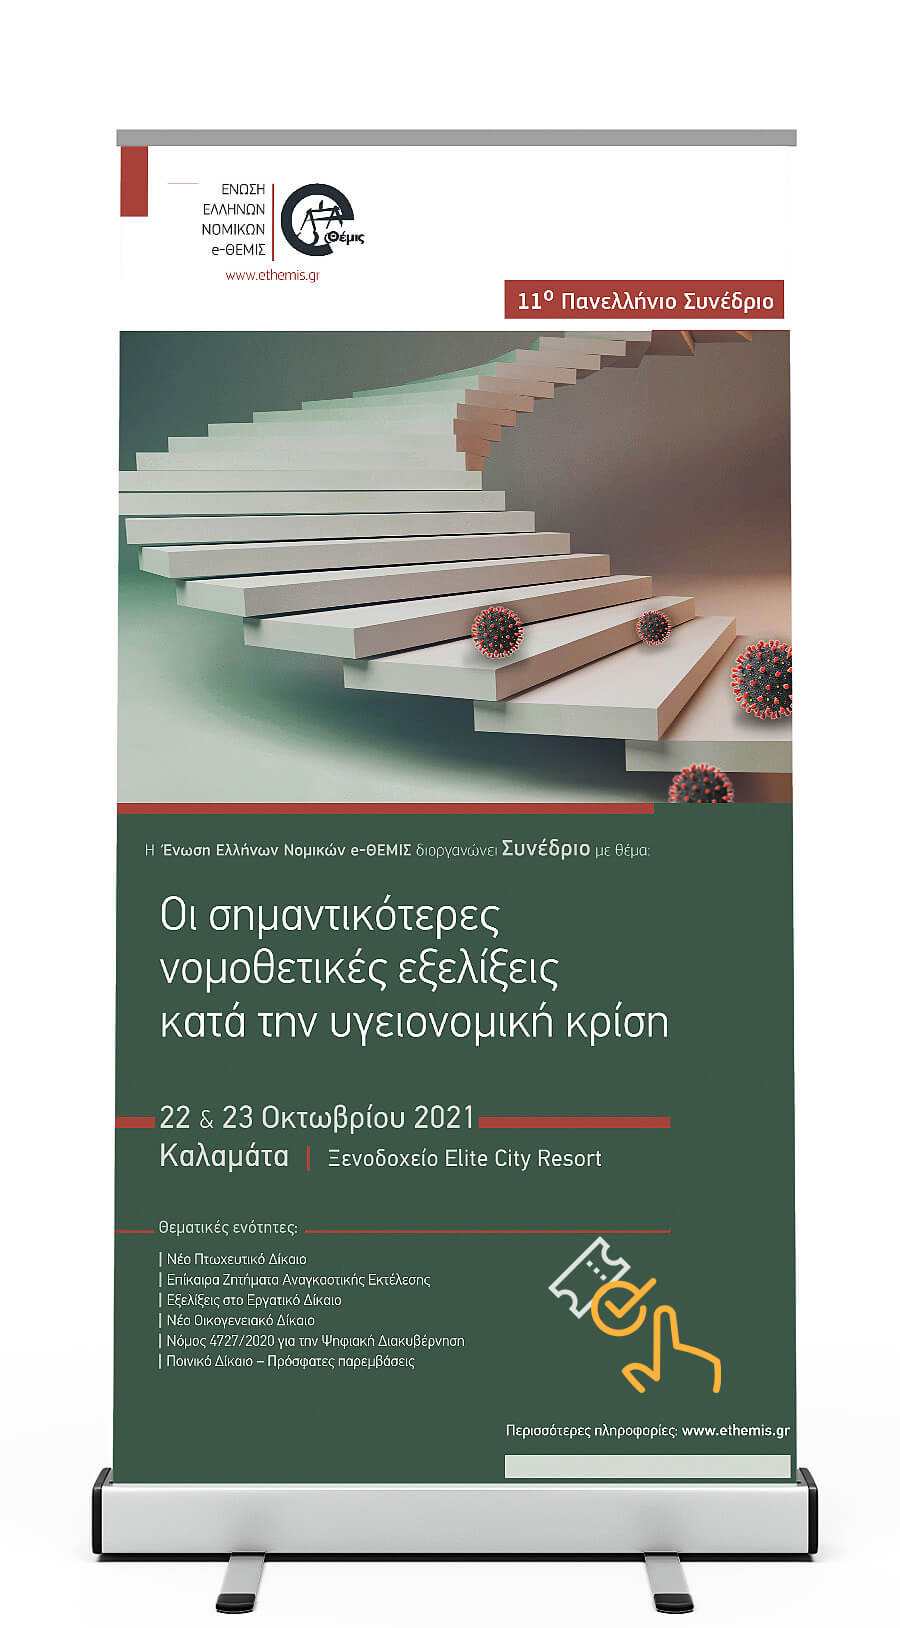 ΕΝΩΣΗ
ΕΛΛΗΝΩΝ
ΝΟΜΙΚΩΝ
e-ΘΕΜΙΣ
Θέμις
www.ethemis.gr
11º Πανελλήνιο Συνέδριο
Η Ένωση Ελλήνων Νομικών e-ΘΕΜΙΣ διοργανώνει Συνέδριο με θέμα:
Οι σημαντικότερες
νομοθετικές εξελίξεις
κατά την υγειονομική κρίση
22 & 23 Οκτωβρίου 2021
Καλαμάτα | Ξενοδοχείο Elite City Resort
Θεματικές ενότητες:
| Νέο Πτωχευτικό Δίκαιο
| Επίκαιρα Ζητήματα Αναγκαστικής Εκτέλεσης
| Εξελίξεις στο Εργατικό Δίκαιο
| Νέο Οικογενειακό Δίκαιο
| Νόμος 4727/2020 για την Ψηφιακή Διακυβέρνηση
| Ποινικό Δίκαιο – Πρόσφατες παρεμβάσεις
Περισσότερες πληροφορίες: www.ethemis.gr